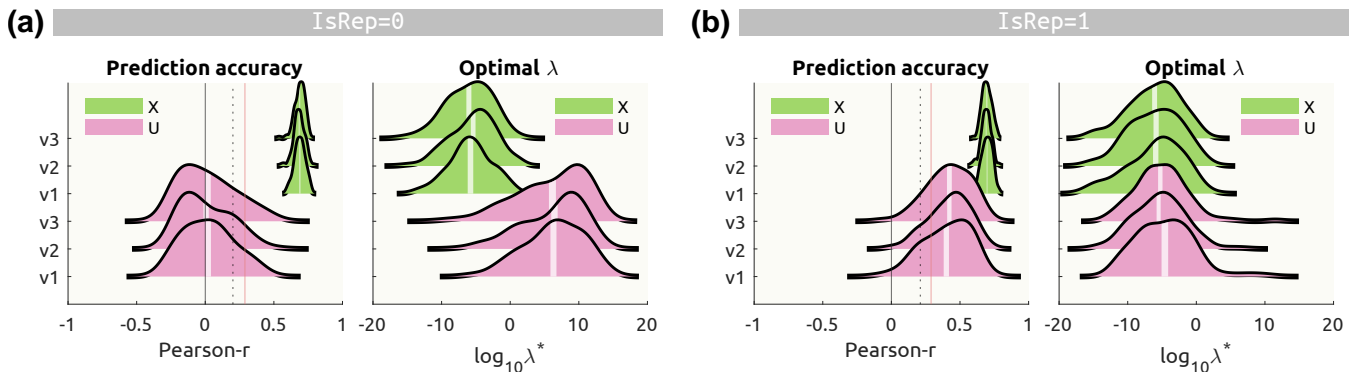 (a) IsRep=0
Prediction accuracy
X
U
v3
v2
v1
v3
v2
v1
-1 -0.5 0 0.5 1
Pearson-r
Optimal λ
X
U
-20 -10 0 10 20
log10λ*
(b) IsRep=1
Prediction accuracy
X
U
v3
v2
v1
v3
v2
v1
-1 -0.5 0 0.5 1
Pearson-r
Optimal λ
X
U
-20 -10 0 10 20
log10λ*